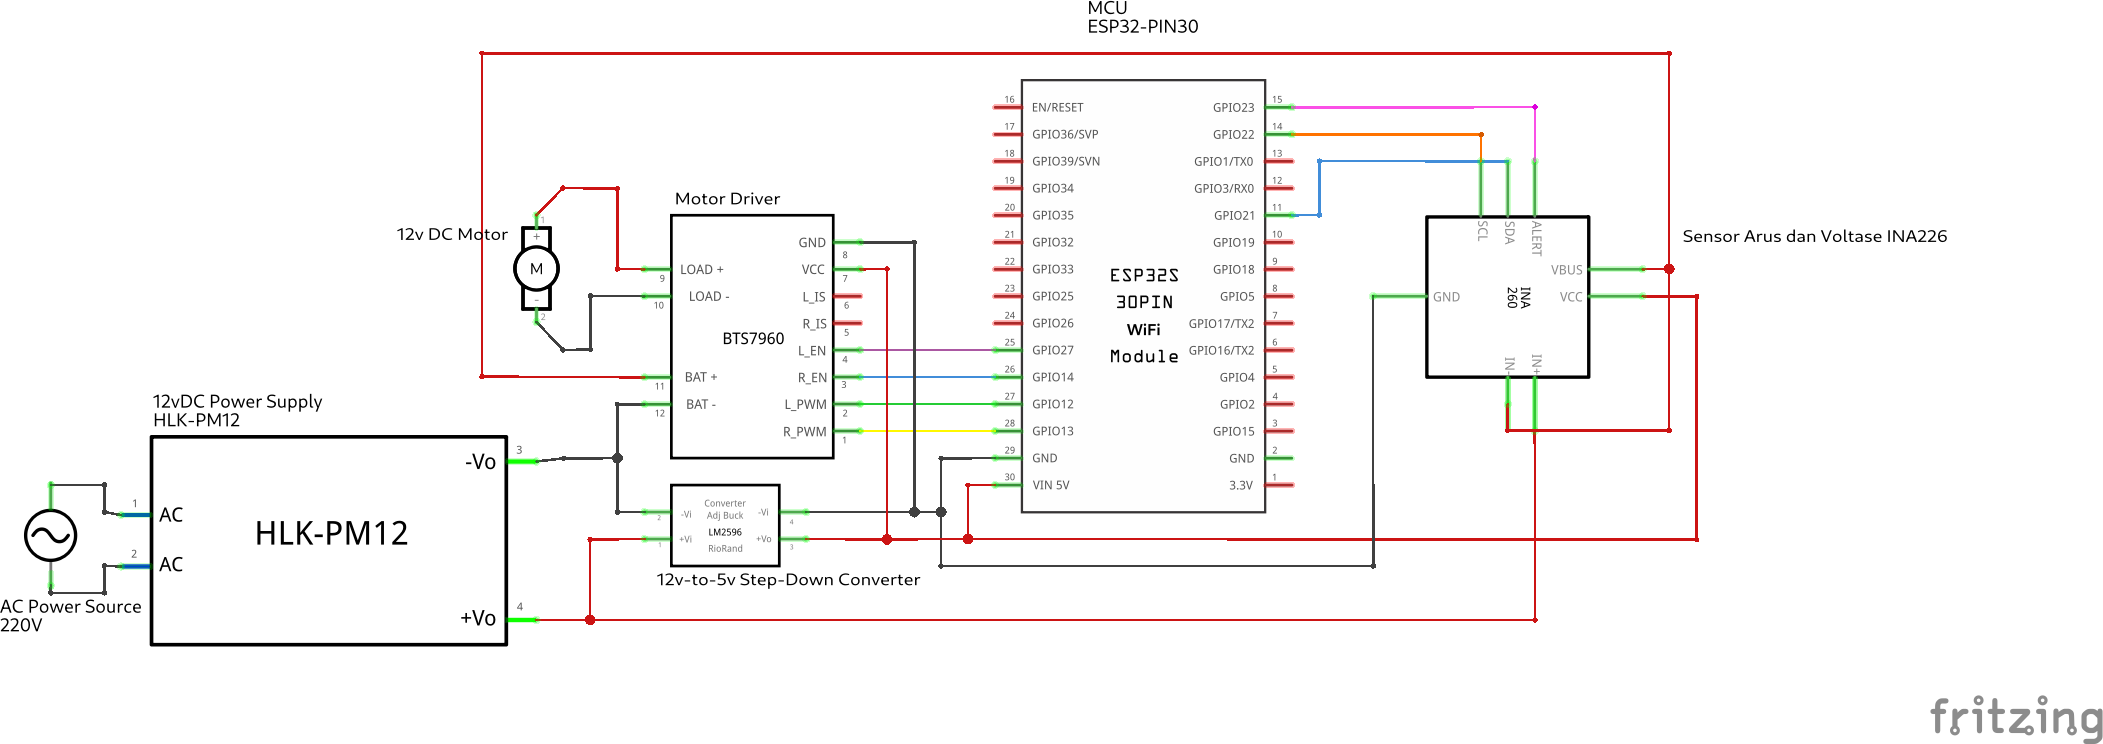 MCU
ESP32-PIN30
16
EN/RESET
17
GPIO36/SVP
18
GPIO39/SVN
19
GPIO34
20
GPIO35
21
GPIO32
22
GPIO33
23
GPIO25
24
GPIO26
25
GPIO27
26
GPIO14
27
GPIO12
28
GPIO13
29
GND
30
VIN 5V
ESP32S
30PIN
WiFi
Module
GPIO23
15
GPIO22
14
GPIO1/TX0
13
GPIO3/RX0
12
GPIO21
11
GPIO19
10
GPIO18
9
GPIO5
8
GPIO17/TX2
7
GPIO16/TX2
6
GPIO4
5
GPIO2
4
GPIO15
3
GND
2
3.3V
1
Motor Driver
12v DC Motor
1
+
M
-
2
LOAD +
9
LOAD -
10
BAT +
11
BAT -
12
BTS7960
GND
8
VCC
7
L_IS
6
R_IS
5
L_EN
4
R_EN
3
L_PWM
2
R_PWM
1
Sensor Arus dan Voltase INA226
SCL
SDA
ALERT
VBUS
VCC
GND
INA
260
IN-
IN+
12vDC Power Supply
HLK-PM12
-Vo
3
1
AC
HLK-PM12
2
AC
+Vo
4
AC Power Source
220V
Converter
Adj Buck
LM2596
RioRand
-Vi
2
+Vi
1
-Vi
4
+Vo
3
12v-to-5v Step-Down Converter
fritzing